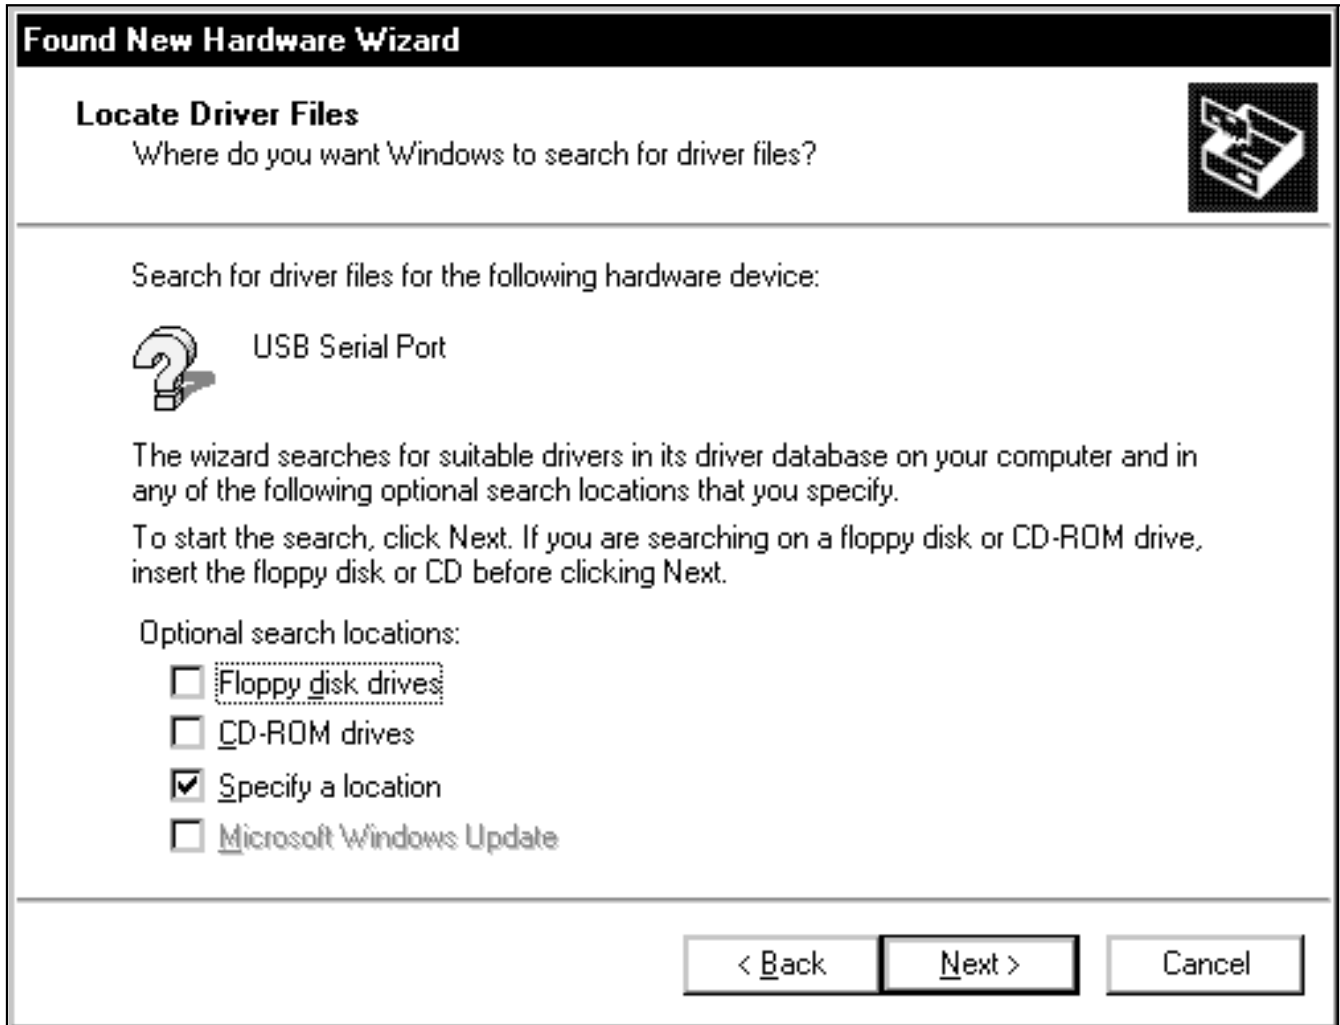 Found New Hardware Wizard
Locate Driver Files
Where do you want Windows to search for driver files?
Search for driver files for the following hardware device:
USB Serial Port
The wizard searches for suitable drivers in its driver database on your computer and in
any of the following optional search locations that you specify.
To start the search, click Next. If you are searching on a floppy disk or CD-ROM drive,
insert the floppy disk or CD before clicking Next.
Optional search locations:
Floppy disk drives
CD-ROM drives
Specify a location
Microsoft Windows Update
< Back Next > Cancel